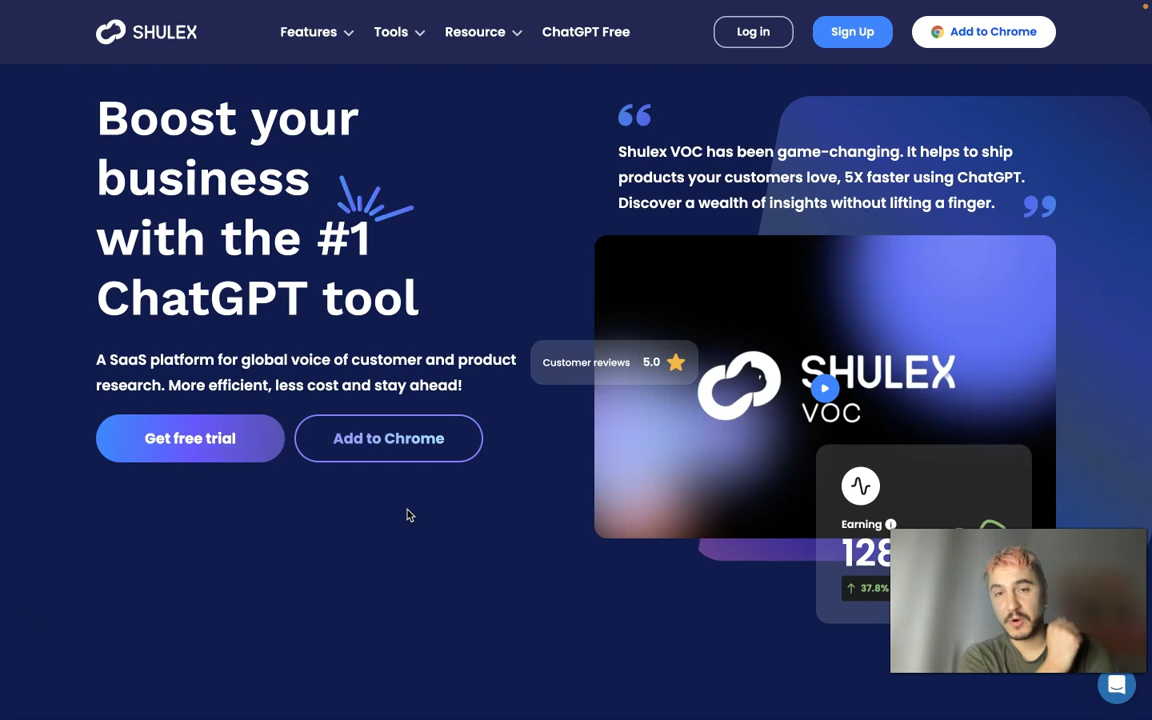 SHULEX
Features
Tools
Resource
ChatGPT Free
Log in
Sign Up
Add to Chrome
Boost your
business
with the #1
ChatGPT tool
A SaaS platform for global voice of customer and product
research. More efficient, less cost and stay ahead!
Get free trial
Add to Chrome
Shulex VOC has been game-changing. It helps to ship
products your customers love, 5X faster using ChatGPT.
Discover a wealth of insights without lifting a finger.
Customer reviews 5.0
SHULEX
VOC
Earning
128
37.8%